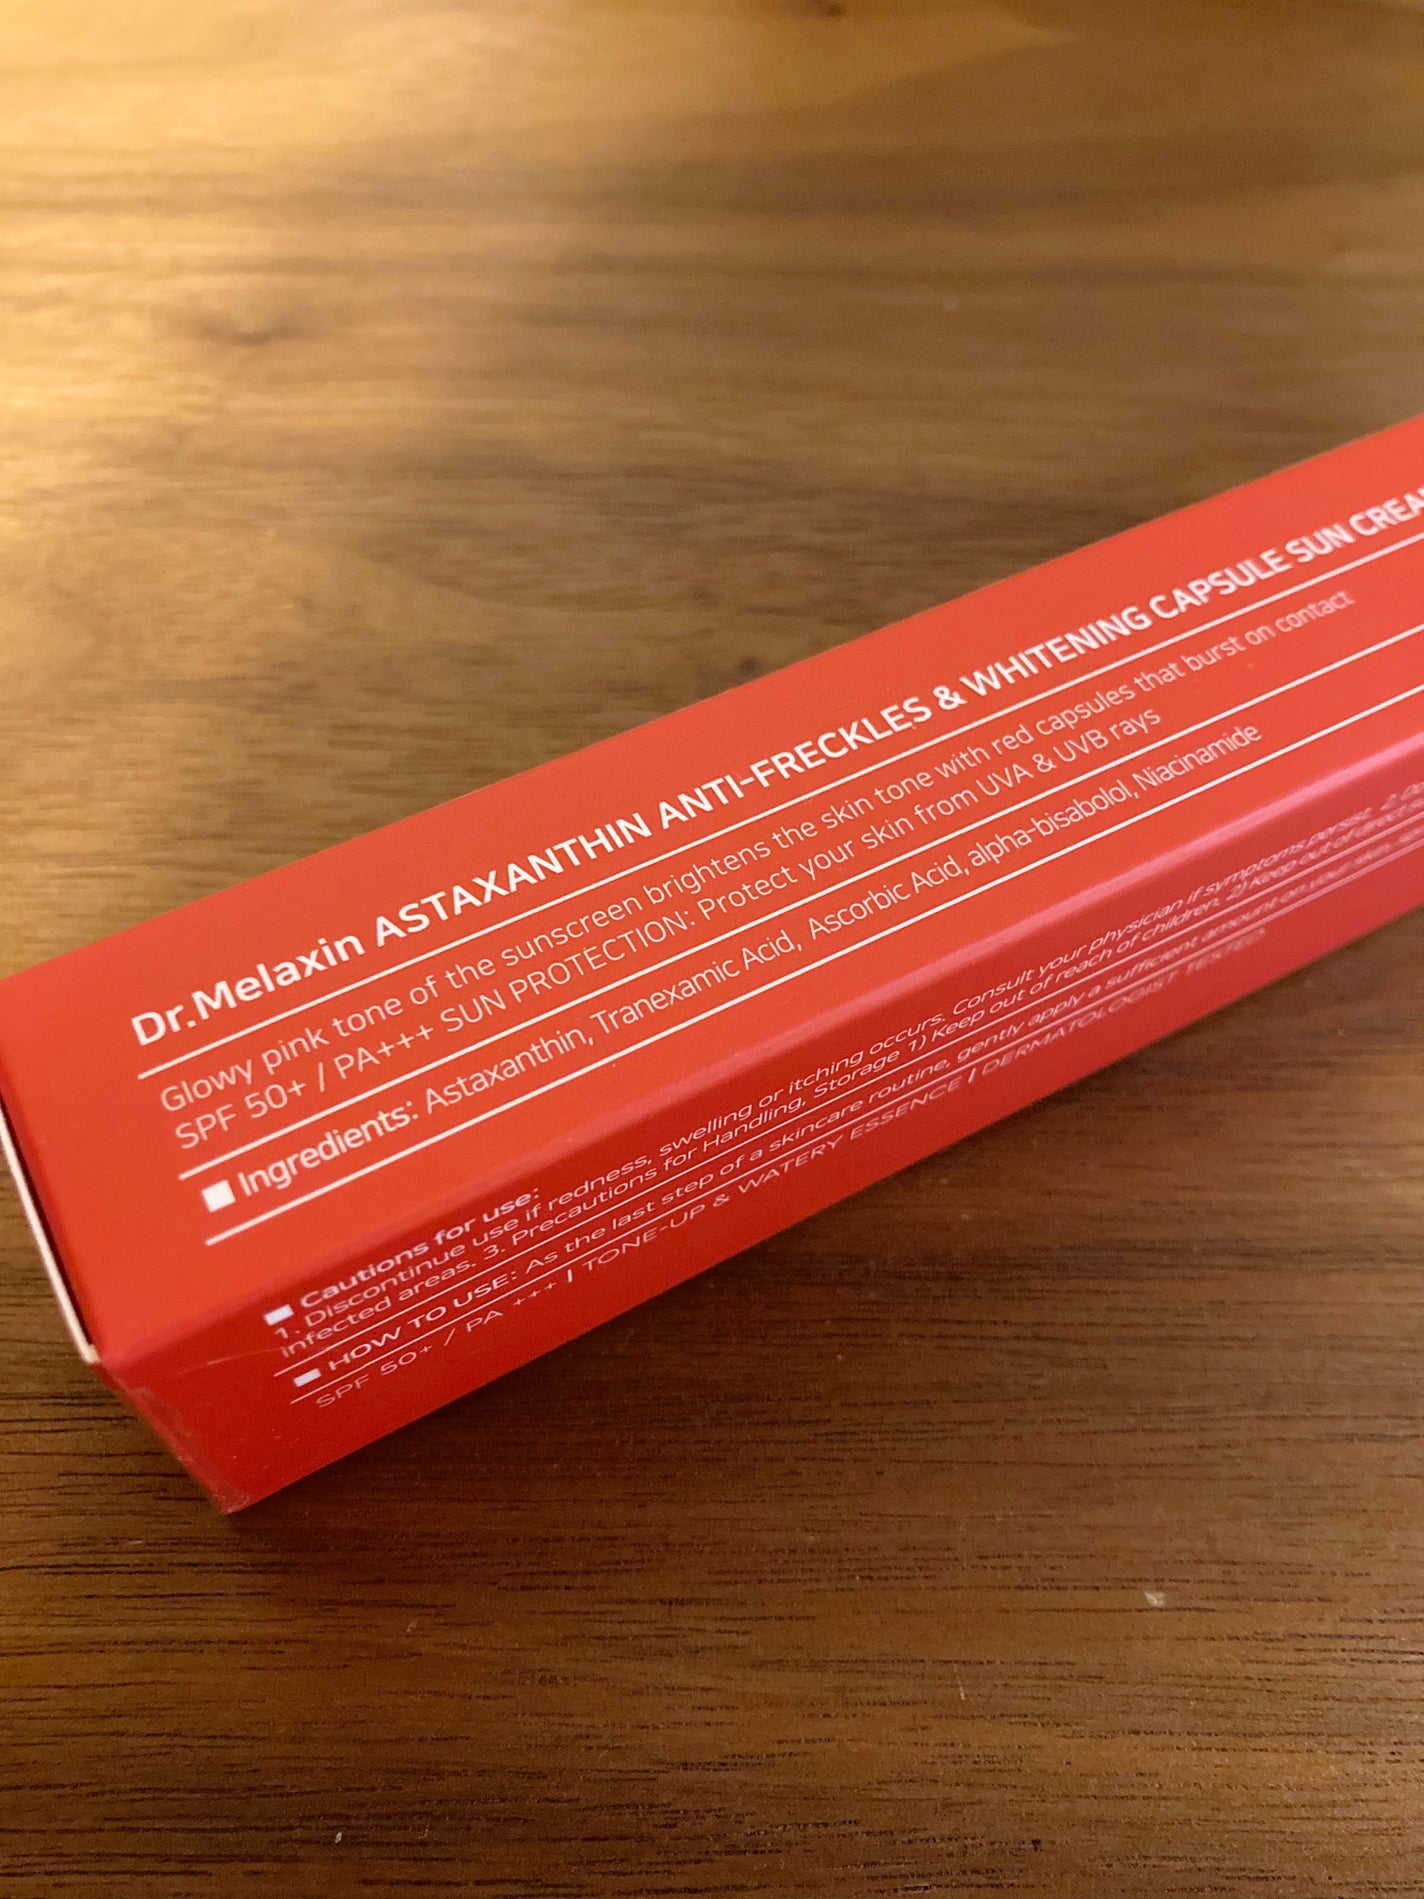 Dr.Melaxin ASTAXANTHIN ANTI-FRECKLES & WHITENING CAPSULE SUN CREA
Glowy pink tone of the sunscreen brightens the skin tone with red capsules that burst on contact
SPF 50+ / PA+++ SUN PROTECTION: Protect your skin from UVA & UVB rays
■ Ingredients: Astaxanthin, Tranexamic Acid, Ascorbic Acid, alpha-bisabolol, Niacinamide
■ Cautions for use:
1. Discontinue use if redness, swelling or itching occurs. Consult your physician if symptoms persist. 2.
infected areas. 3. Precautions for Handling, Storage 1) Keep out of reach of children. 2) Keep out of
■ HOW TO USE: As the last step of a skincare routine, gently apply a sufficient amount on your
SPF 50+ / PA +++ | TONE-UP & WATERY ESSENCE | DERMATOLOGIST TESTED